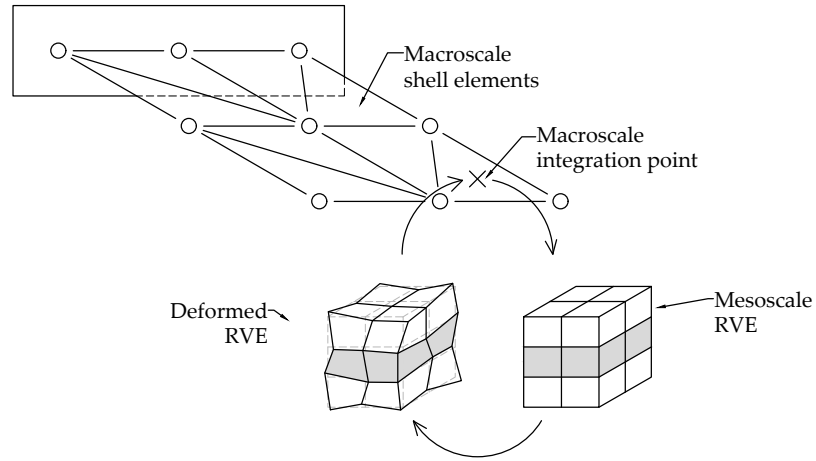 Macroscale
shell elements
Macroscale
integration point
Deformed
RVE
Mesoscale
RVE